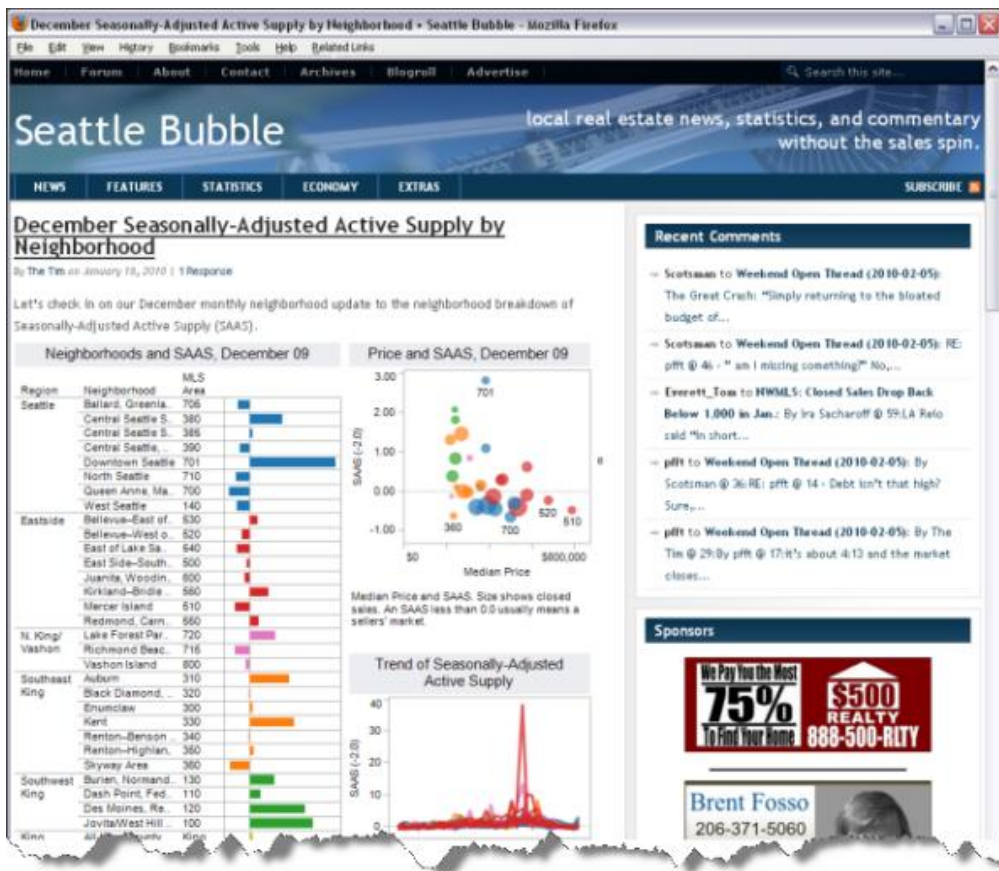 December Seasonally-Adjusted Active Supply by Neighborhood • Seattle Bubble - Mozilla Firefox
File Edit View History Bookmarks Tools Help Related Links
Home Forum About Contact Archives Blogroll Advertise Search this site...
Seattle Bubble
local real estate news, statistics, and commentary
without the sales spin.
NEWS FEATURES STATISTICS ECONOMY EXTRAS SUBSCRIBE
December Seasonally-Adjusted Active Supply by
Neighborhood
By The Tim on January 18, 2010 | 1 Response
Let's check in on our December monthly neighborhood update to the neighborhood breakdown of
Seasonally-Adjusted Active Supply (SAAS).
Neighborhoods and SAAS, December 09
MLS
Region Neighborhood Area
Seattle Ballard, Greenla.. 705
Central Seattle S.. 380
Central Seattle S.. 385
Central Seattle, .. 390
Downtown Seattle 701
North Seattle 710
Queen Anne, Ma.. 700
West Seattle 140
Eastside Bellevue–East of.. 530
Bellevue–West o.. 520
East of Lake Sa.. 540
East Side–South.. 500
Juanita, Woodin.. 600
Kirkland–Bridle .. 560
Mercer Island 510
Redmond, Carn.. 550
N. King/ Lake Forest Par.. 720
Vashon Richmond Beac.. 715
Vashon Island 800
Southeast Auburn 310
King Black Diamond, .. 320
Enumclaw 300
Kent 330
Renton–Benson .. 340
Renton–Highlan.. 350
Skyway Area 360
Southwest Burien, Normand.. 130
King Dash Point, Fed.. 110
Des Moines, Re.. 120
Jovita/West Hill .. 100
King All King County King
Price and SAAS, December 09
3.00
2.00
1.00
0.00
-1.00
SAAS (-2.0)
701
360
700
520
510
e
$0 $800,000
Median Price
Median Price and SAAS. Size shows closed
sales. An SAAS less than 0.0 usually means a
sellers' market.
Trend of Seasonally-Adjusted
Active Supply
40
30
20
10
0
SAAS (-2.0)
Recent Comments
Scotsman to Weekend Open Thread (2010-02-05):
The Great Crash: "Simply returning to the bloated
budget of...
Scotsman to Weekend Open Thread (2010-02-05): RE:
pfft @ 46 - " am I missing something?" No,...
Everett_Tom to NWMLS: Closed Sales Drop Back
Below 1,000 in Jan.: By Ira Sacharoff @ 59:LA Relo
said "In short...
pfft to Weekend Open Thread (2010-02-05): By
Scotsman @ 36:RE: pfft @ 14 - Debt isn't that high?
Sure,...
pfft to Weekend Open Thread (2010-02-05): By The
Tim @ 29:By pfft @ 17:it's about 4:13 and the market
closes...
Sponsors
We Pay You the Most
75%
To Find Your Home
$500
REALTY
888-500-RLTY
Brent Fosso
206-371-5060